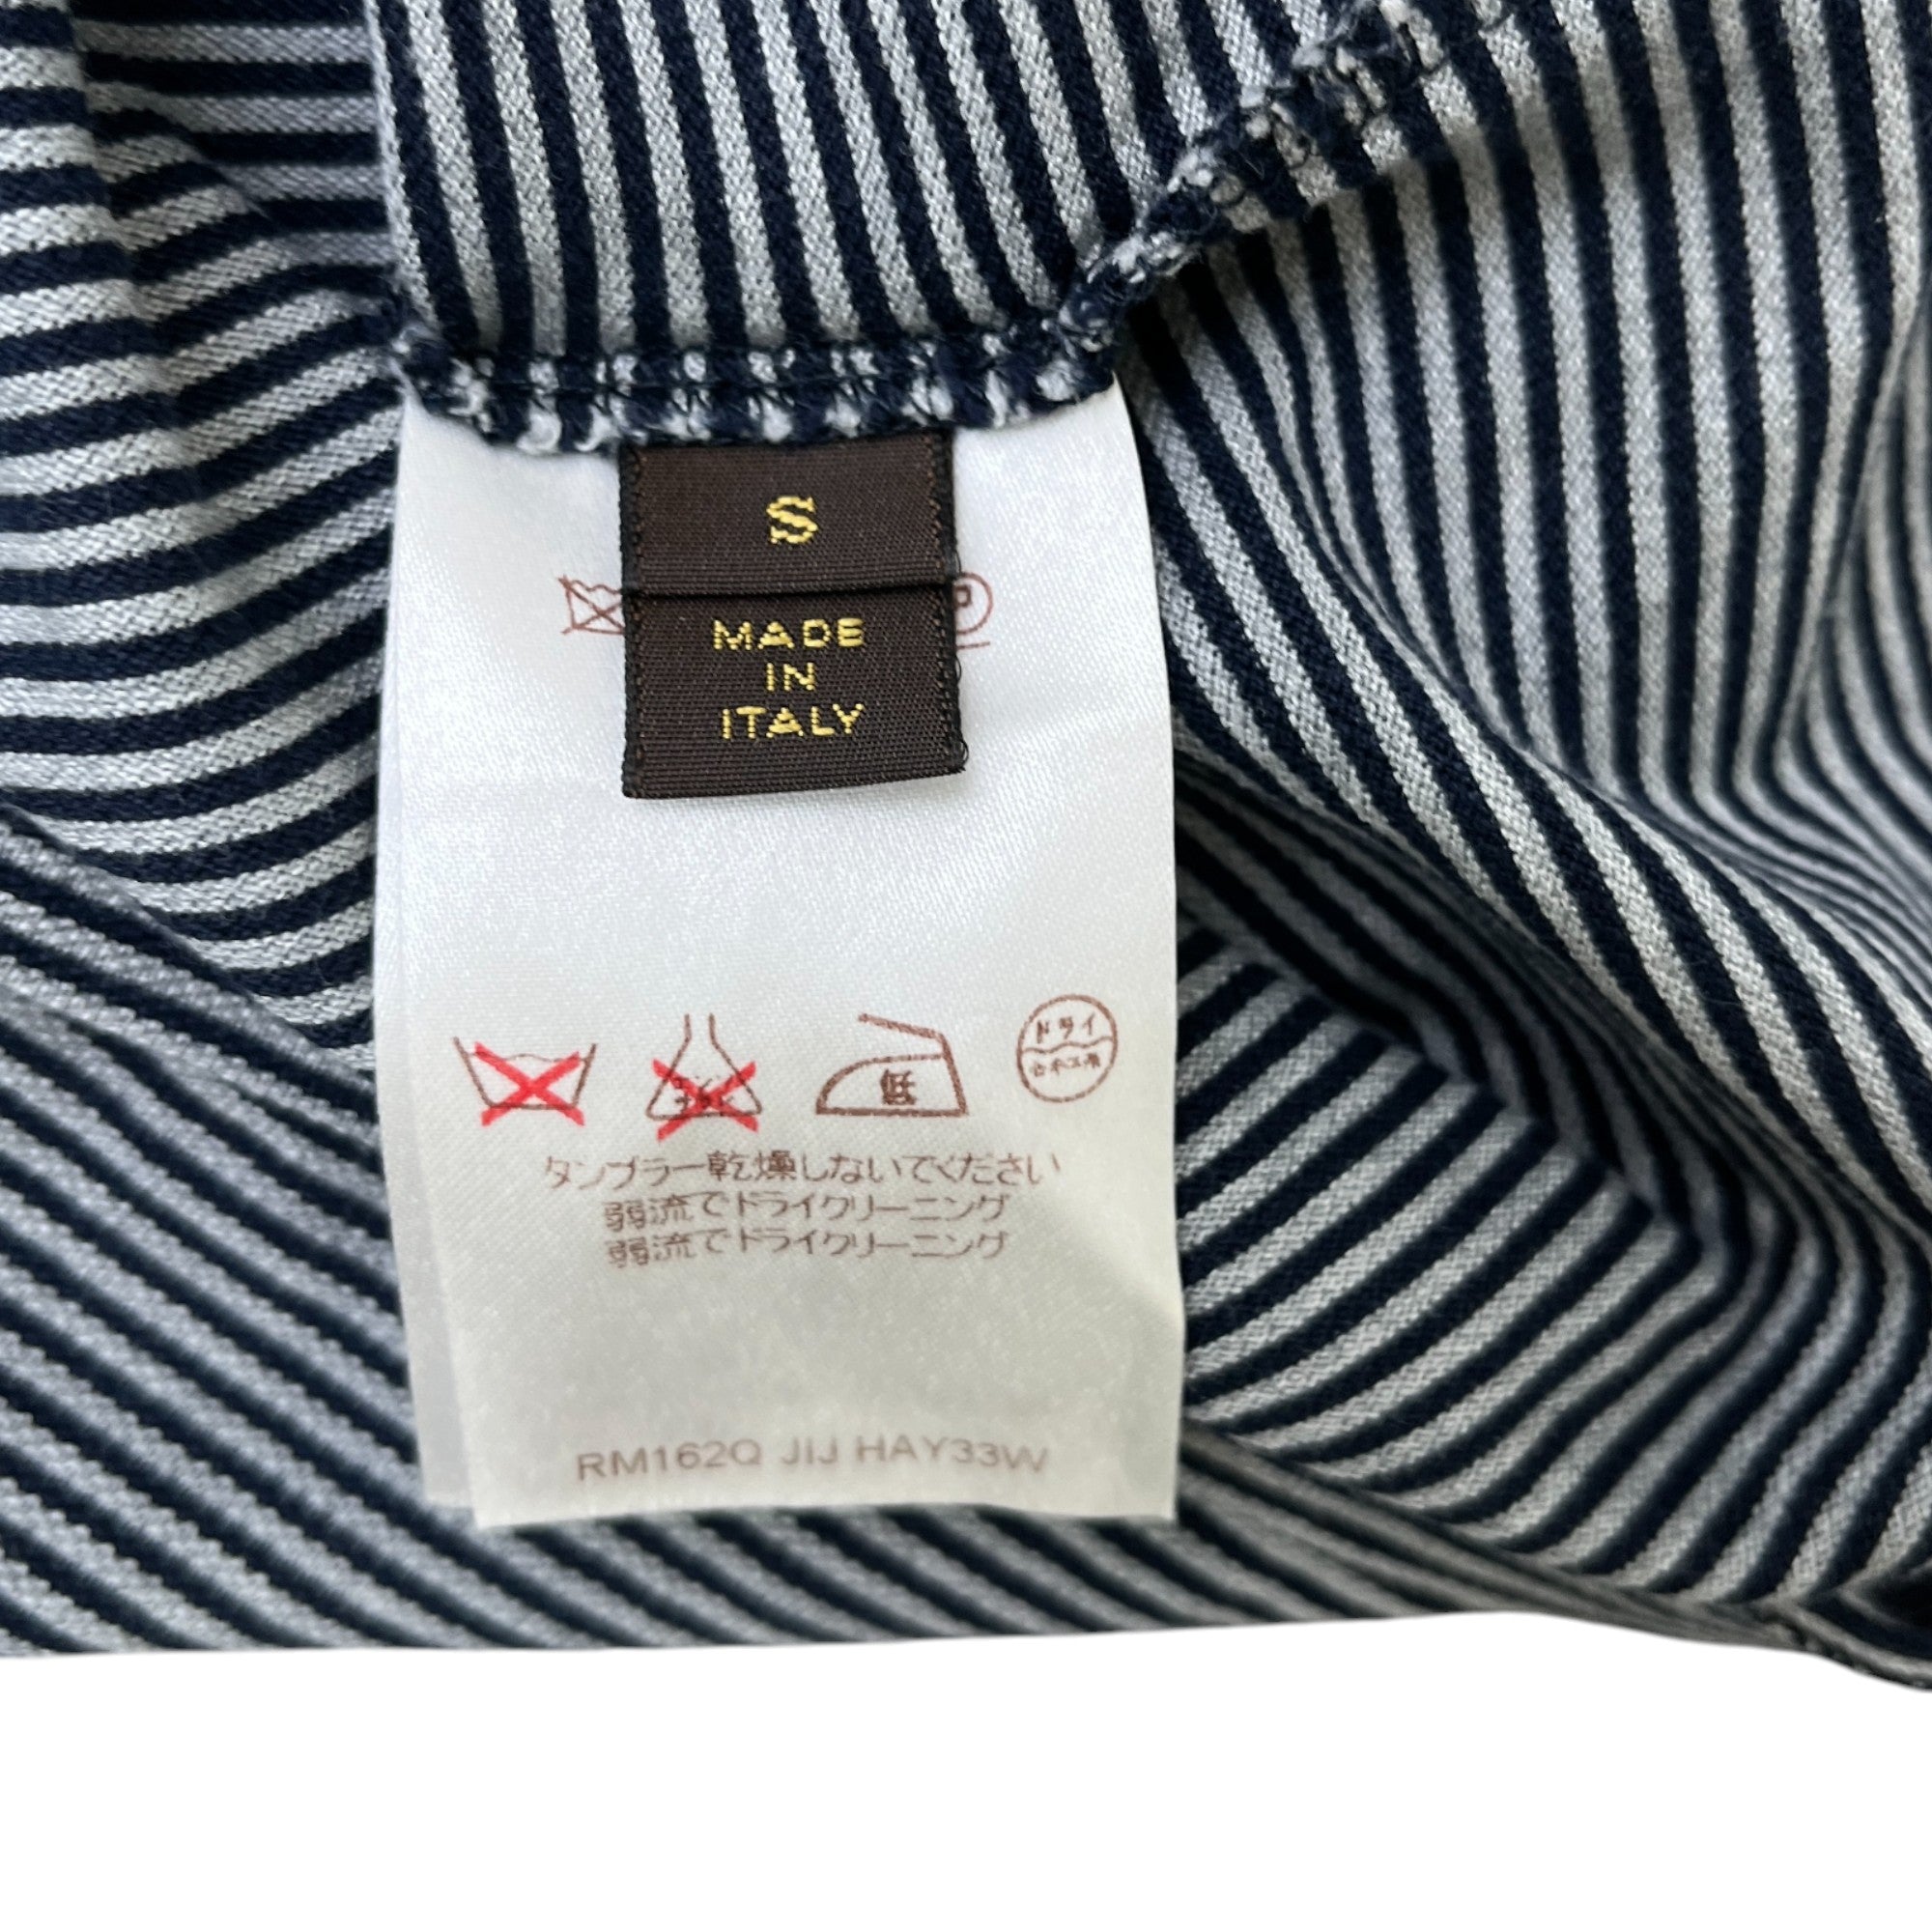 S
MADE
IN
ITALY
P
低
ドライ
タンブラー乾燥しないでください
弱流でドライクリーニング
弱流でドライクリーニング
RM162Q JIJ HAY33W